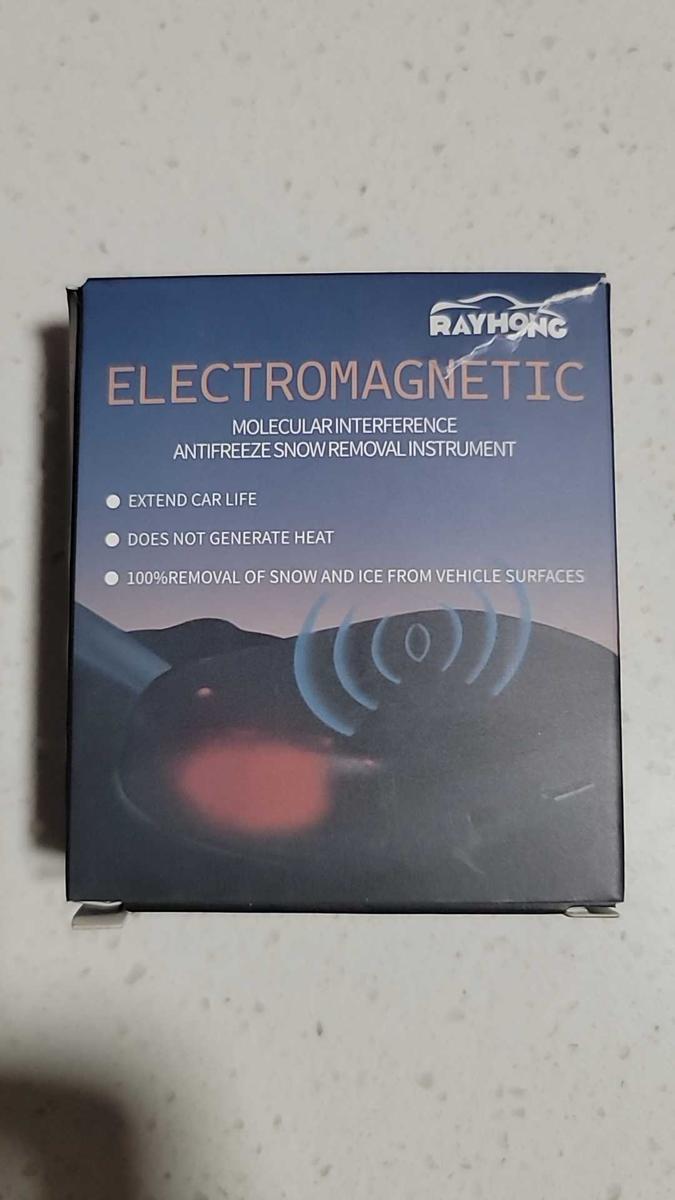 RAYHONG
ELECTROMAGNETIC
MOLECULAR INTERFERENCE
ANTIFREEZE SNOW REMOVAL INSTRUMENT
EXTEND CAR LIFE
DOES NOT GENERATE HEAT
100%REMOVAL OF SNOW AND ICE FROM VEHICLE SURFACES